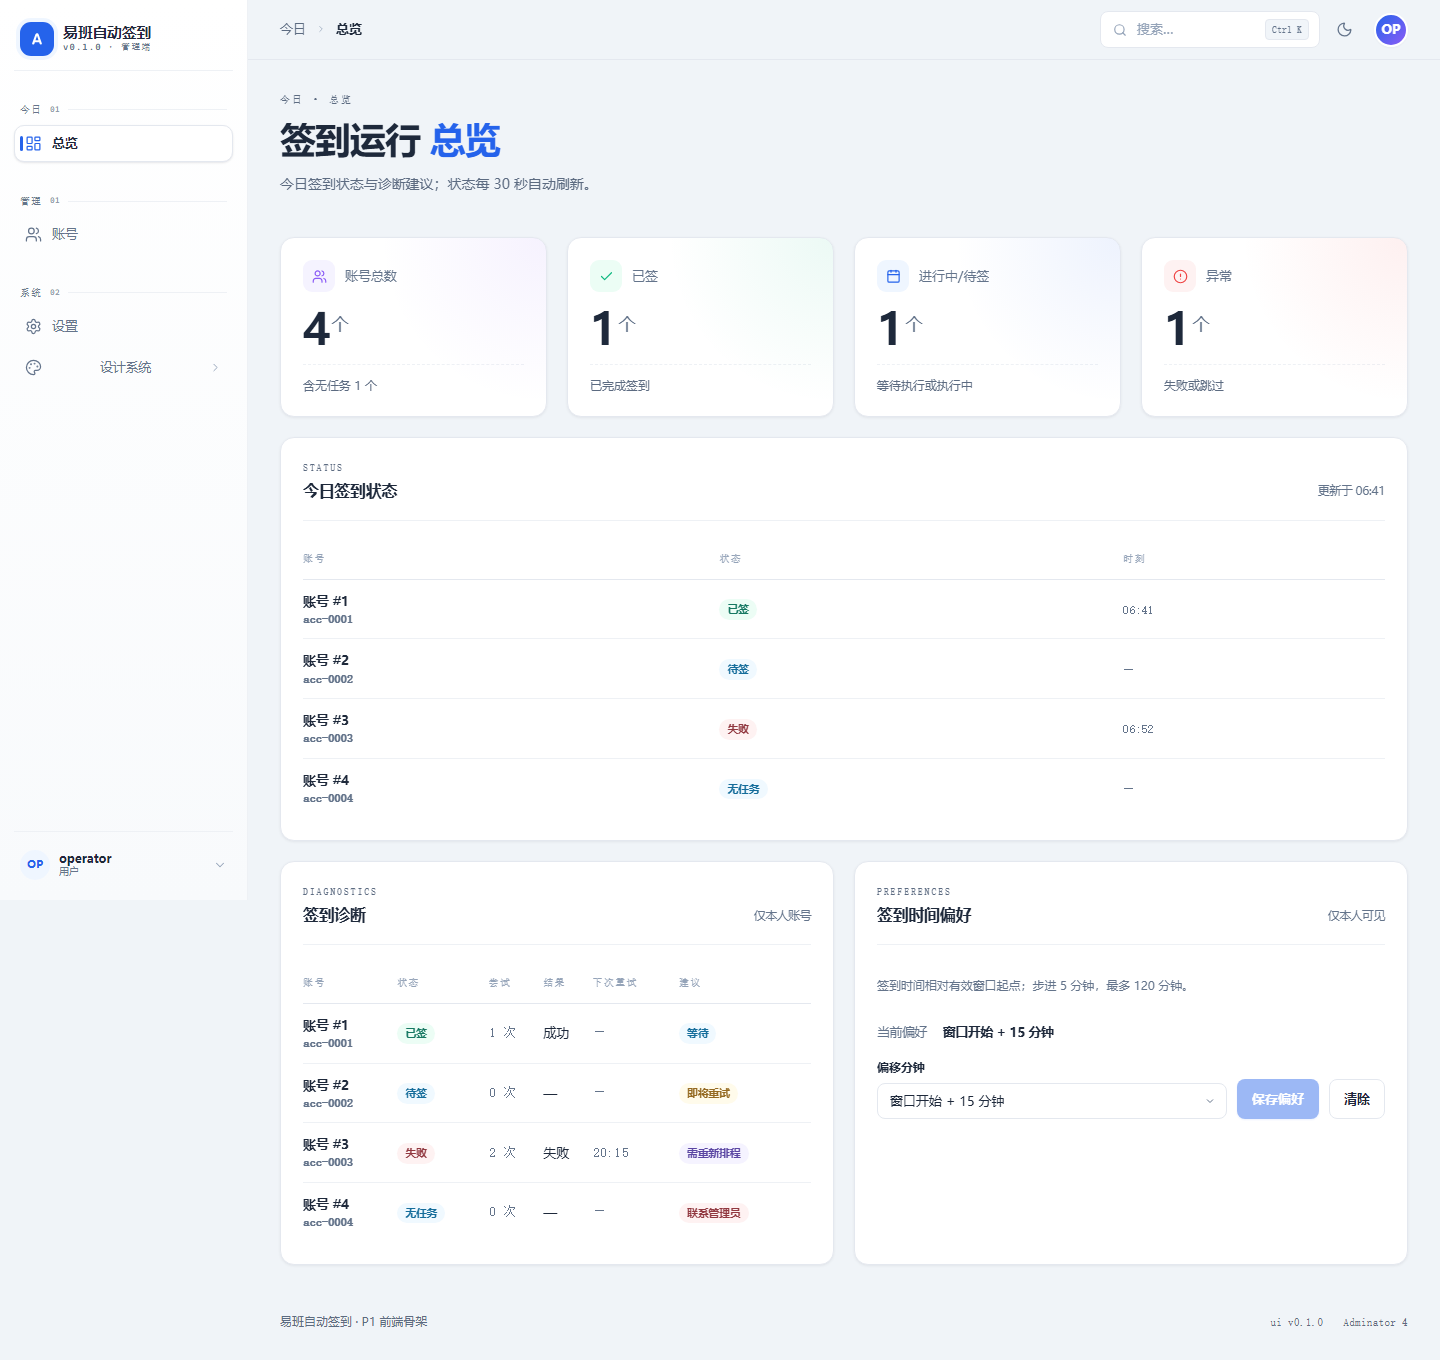 A
易班自动签到
v0.1.0 · 管理端
今日 01
总览
管理 01
账号
系统 02
设置
设计系统
OP
operator
用户
今日 › 总览
搜索...
Ctrl K
OP
今日 • 总览
签到运行 总览
今日签到状态与诊断建议；状态每 30 秒自动刷新。
账号总数
4个
含无任务 1 个
已签
1个
已完成签到
进行中/待签
1个
等待执行或执行中
异常
1个
失败或跳过
STATUS
今日签到状态
更新于 06:41
账号 状态 时刻
账号 #1
acc-0001
已签
06:41
账号 #2
acc-0002
待签
—
账号 #3
acc-0003
失败
06:52
账号 #4
acc-0004
无任务
—
DIAGNOSTICS
签到诊断
仅本人账号
账号 状态 尝试 结果 下次重试 建议
账号 #1
acc-0001
已签 1 次 成功 — 等待
账号 #2
acc-0002
待签 0 次 — — 即将重试
账号 #3
acc-0003
失败 2 次 失败 20:15 需重新排程
账号 #4
acc-0004
无任务 0 次 — — 联系管理员
PREFERENCES
签到时间偏好
仅本人可见
签到时间相对有效窗口起点；步进 5 分钟，最多 120 分钟。
当前偏好 窗口开始 + 15 分钟
偏移分钟
窗口开始 + 15 分钟
保存偏好
清除
易班自动签到 · P1 前端骨架
ui v0.1.0 Adminator 4